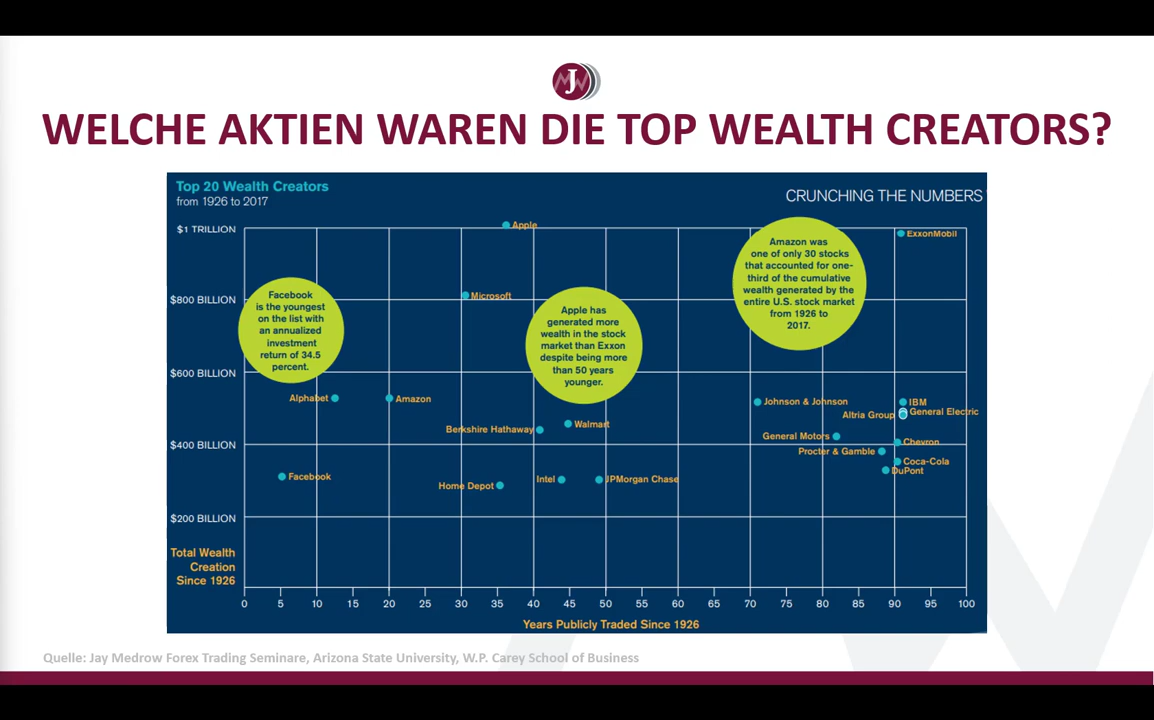 J
WELCHE AKTIEN WAREN DIE TOP WEALTH CREATORS?
Top 20 Wealth Creators
from 1926 to 2017
CRUNCHING THE NUMBERS
$1 TRILLION
$800 BILLION
$600 BILLION
$400 BILLION
$200 BILLION
Total Wealth
Creation
Since 1926
Apple
ExxonMobil
Microsoft
Facebook
is the youngest
on the list with
an annualized
investment
return of 34.5
percent.
Apple has
generated more
wealth in the stock
market than Exxon
despite being more
than 50 years
younger.
Amazon was
one of only 30 stocks
that accounted for one-
third of the cumulative
wealth generated by the
entire U.S. stock market
from 1926 to
2017.
Alphabet
Amazon
Johnson & Johnson
IBM
Altria Group
General Electric
Berkshire Hathaway
Walmart
General Motors
Chevron
Procter & Gamble
Coca-Cola
DuPont
Facebook
Home Depot
Intel
JPMorgan Chase
0 5 10 15 20 25 30 35 40 45 50 55 60 65 70 75 80 85 90 95 100
Years Publicly Traded Since 1926
Quelle: Jay Medrow Forex Trading Seminare, Arizona State University, W.P. Carey School of Business